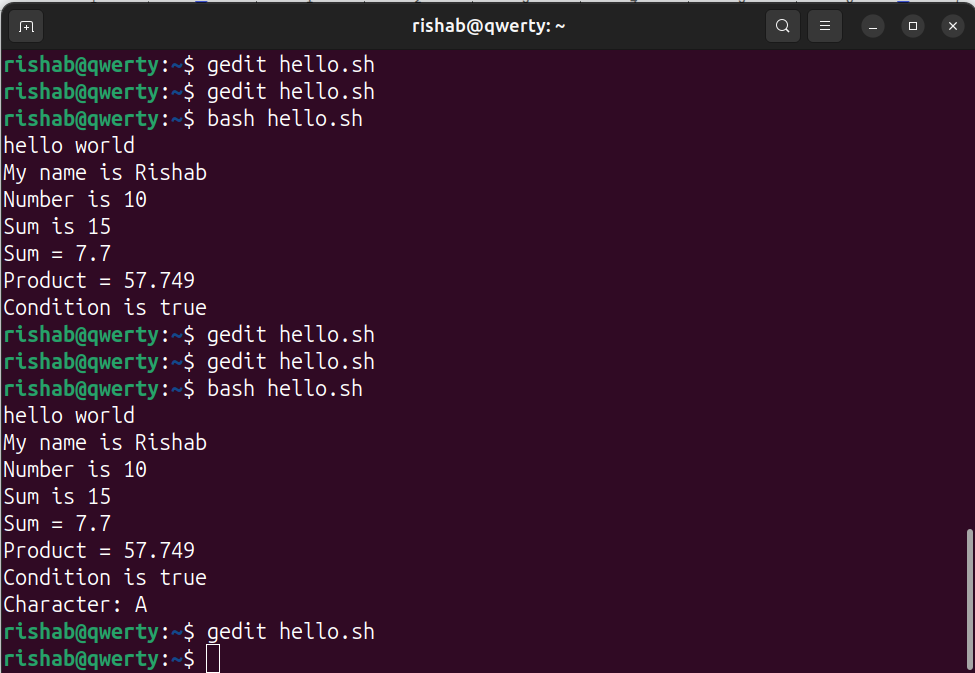 rishab@qwerty: ~
rishab@qwerty:~$ gedit hello.sh
rishab@qwerty:~$ gedit hello.sh
rishab@qwerty:~$ bash hello.sh
hello world
My name is Rishab
Number is 10
Sum is 15
Sum = 7.7
Product = 57.749
Condition is true
rishab@qwerty:~$ gedit hello.sh
rishab@qwerty:~$ gedit hello.sh
rishab@qwerty:~$ bash hello.sh
hello world
My name is Rishab
Number is 10
Sum is 15
Sum = 7.7
Product = 57.749
Condition is true
Character: A
rishab@qwerty:~$ gedit hello.sh
rishab@qwerty:~$